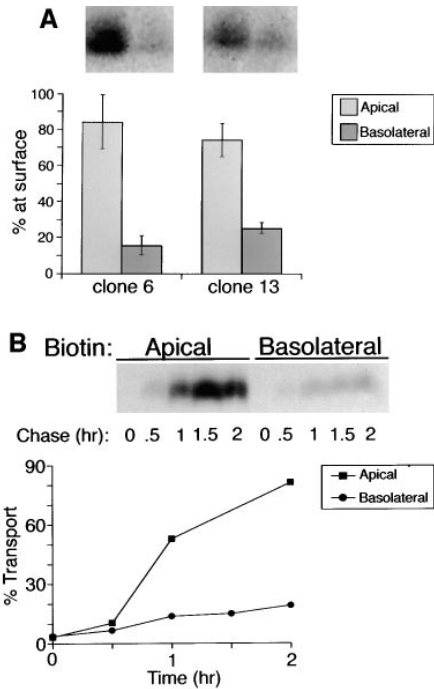 A
100
80
60
40
20
0
% at surface
clone 6 clone 13
Apical
Basolateral
B Biotin: Apical Basolateral
Chase (hr): 0 .5 1 1.5 2 0 .5 1 1.5 2
90
60
30
0
% Transport
0 1 2
Time (hr)
Apical
Basolateral